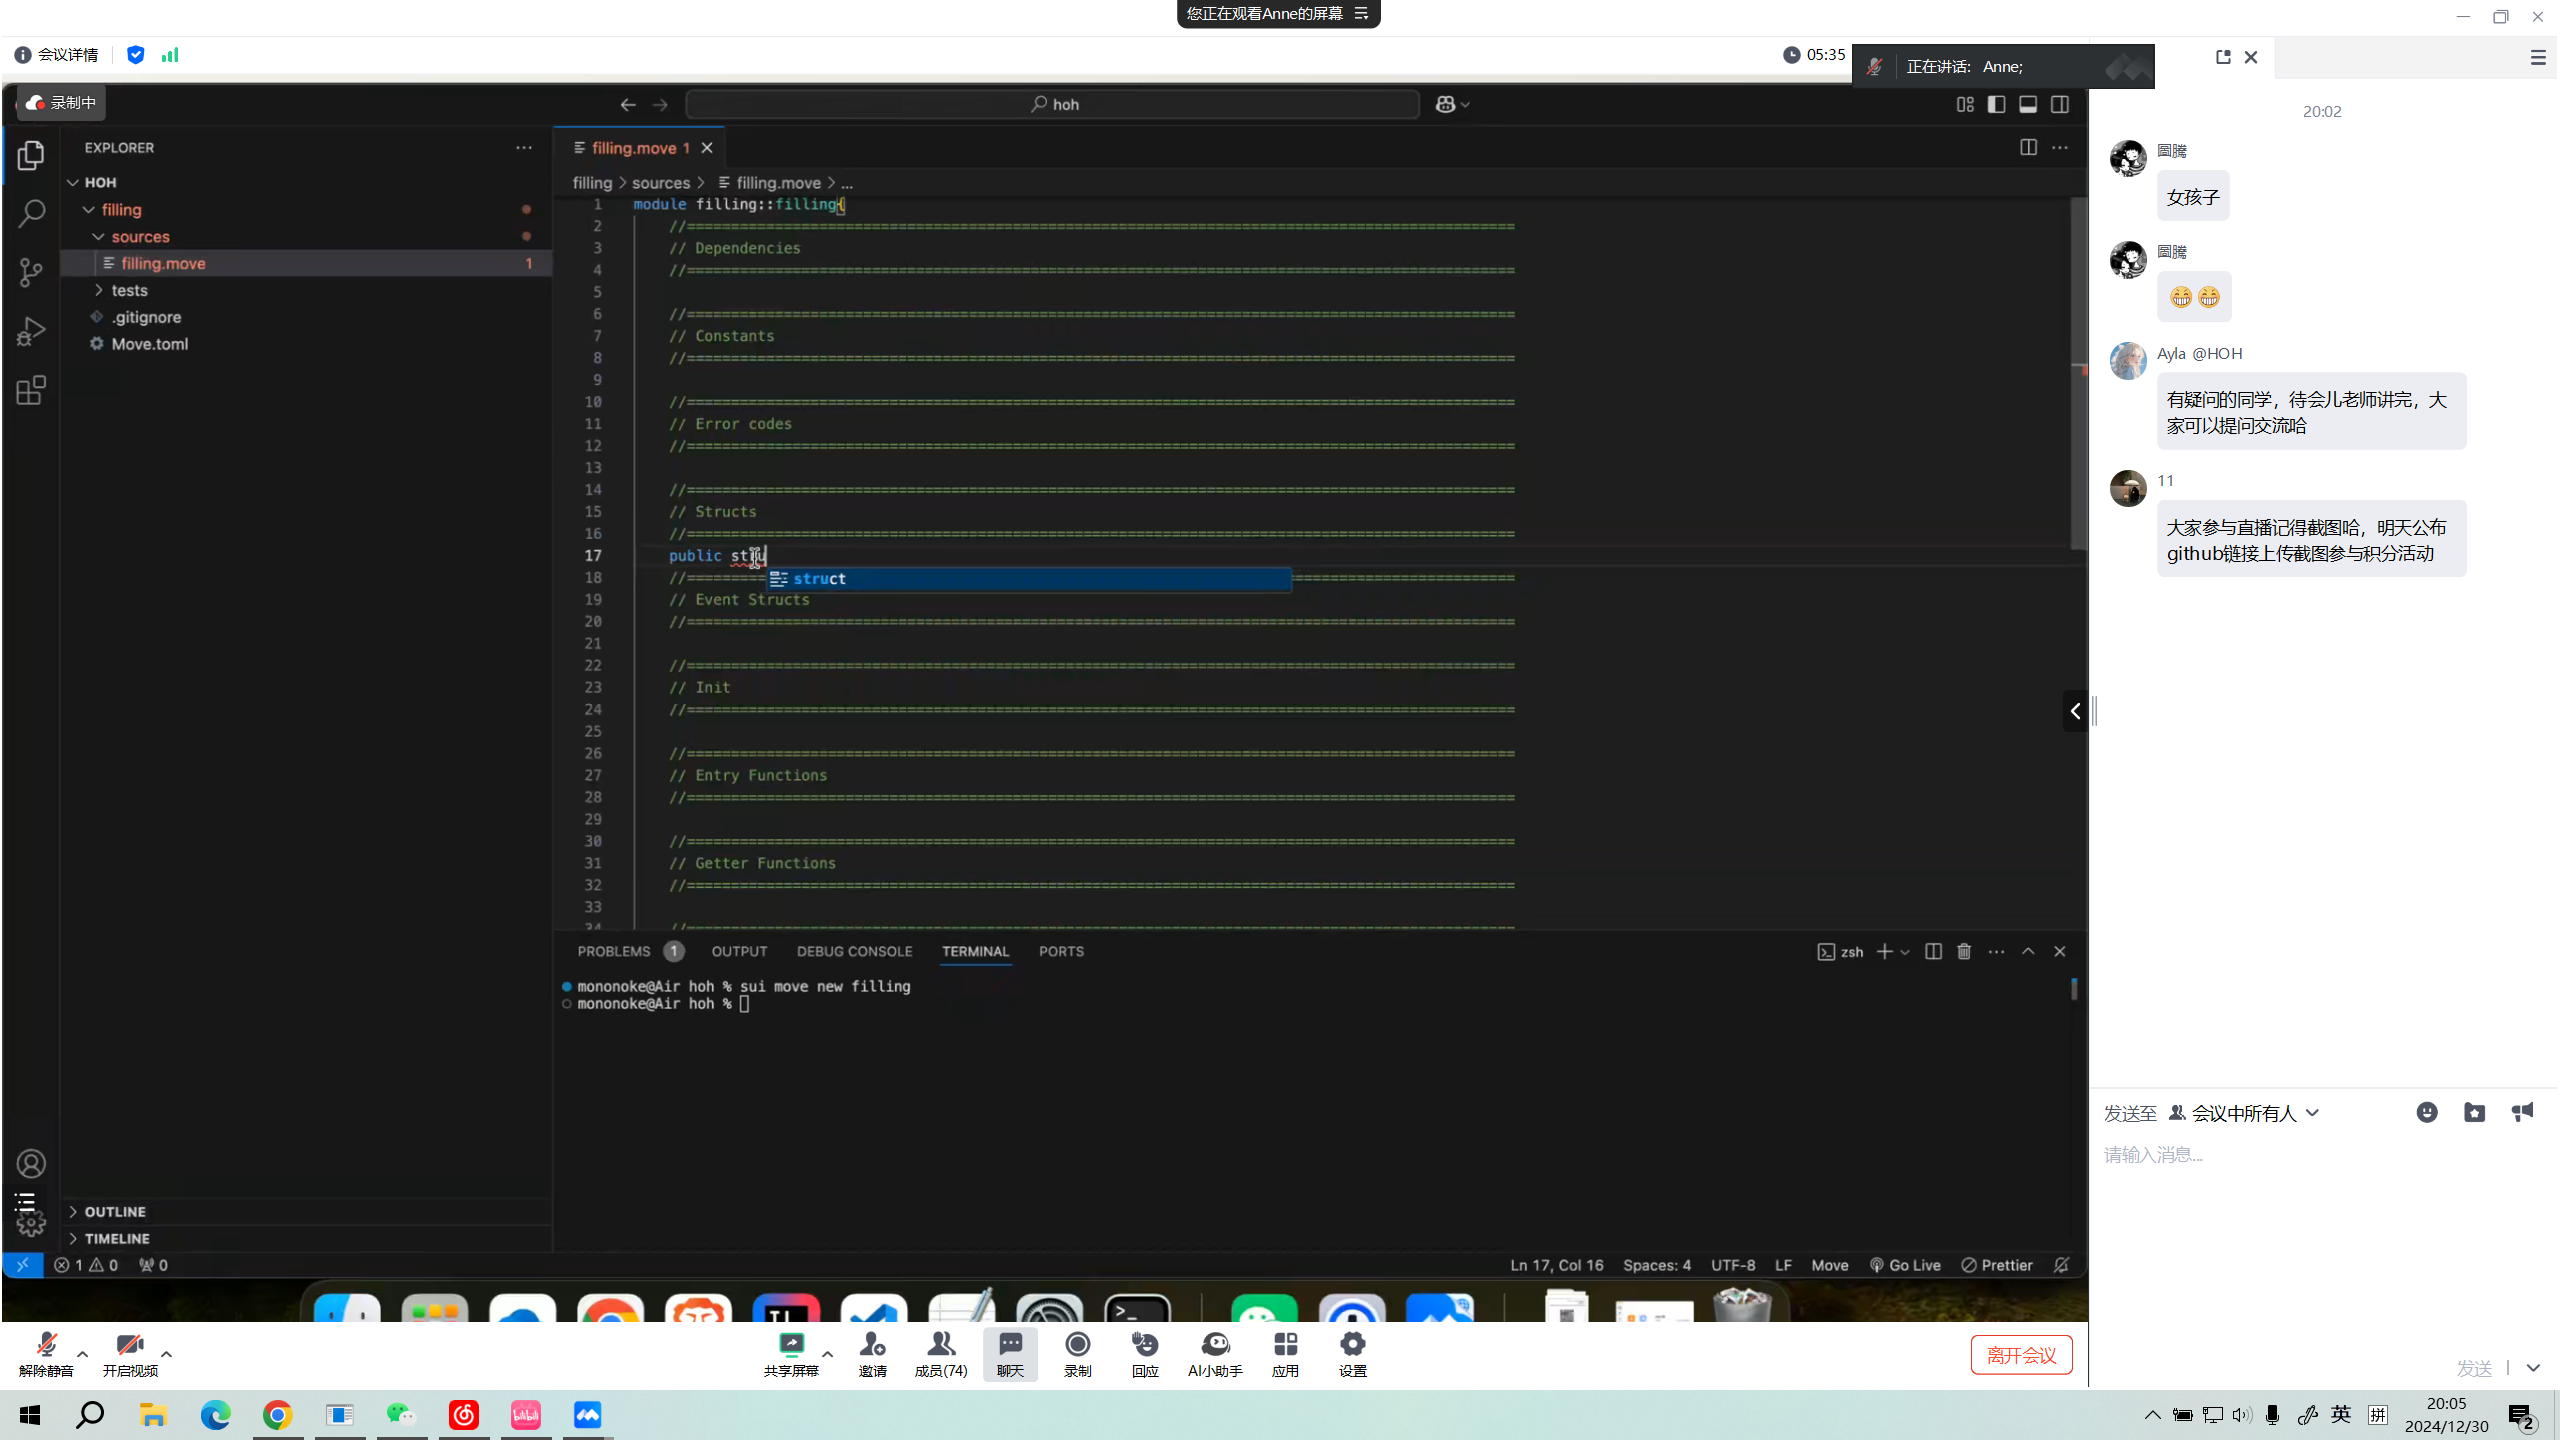 您正在观看Anne的屏幕
会议详情
05:35
正在讲话: Anne;
录制中
hoh
EXPLORER
HOH
filling
sources
filling.move 1
tests
.gitignore
Move.toml
OUTLINE
TIMELINE
filling.move 1
filling > sources > filling.move > ...
1 module filling::filling{
2 //==============================================================================================
3 // Dependencies
4 //==============================================================================================
5
6 //==============================================================================================
7 // Constants
8 //==============================================================================================
9
10 //==============================================================================================
11 // Error codes
12 //==============================================================================================
13
14 //==============================================================================================
15 // Structs
16 //==============================================================================================
17 public stru
struct
18 //==============================================================================================
19 // Event Structs
20 //==============================================================================================
21
22 //==============================================================================================
23 // Init
24 //==============================================================================================
25
26 //==============================================================================================
27 // Entry Functions
28 //==============================================================================================
29
30 //==============================================================================================
31 // Getter Functions
32 //==============================================================================================
33
34 //==============================================================================================
PROBLEMS 1 OUTPUT DEBUG CONSOLE TERMINAL PORTS
zsh
mononoke@Air hoh % sui move new filling
mononoke@Air hoh %
1 0 0
Ln 17, Col 16 Spaces: 4 UTF-8 LF Move Go Live Prettier
20:02
圖騰
女孩子
圖騰
Ayla @HOH
有疑问的同学，待会儿老师讲完，大
家可以提问交流哈
11
大家参与直播记得截图哈，明天公布
github链接上传截图参与积分活动
发送至 会议中所有人
请输入消息...
发送
解除静音 开启视频 共享屏幕 邀请 成员(74) 聊天 录制 回应 AI小助手 应用 设置
离开会议
bilibili
英 拼
20:05
2024/12/30
2